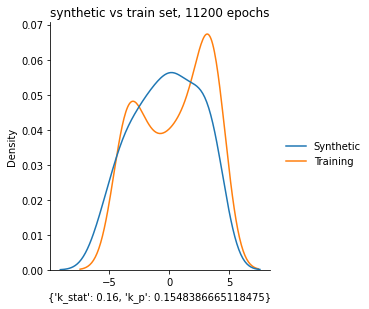 synthetic vs train set, 11200 epochs
0.07
0.06
0.05
0.04
0.03
0.02
0.01
0.00
Density
−5
0
5
{'k_stat': 0.16, 'k_p': 0.1548386665118475}
Synthetic
Training